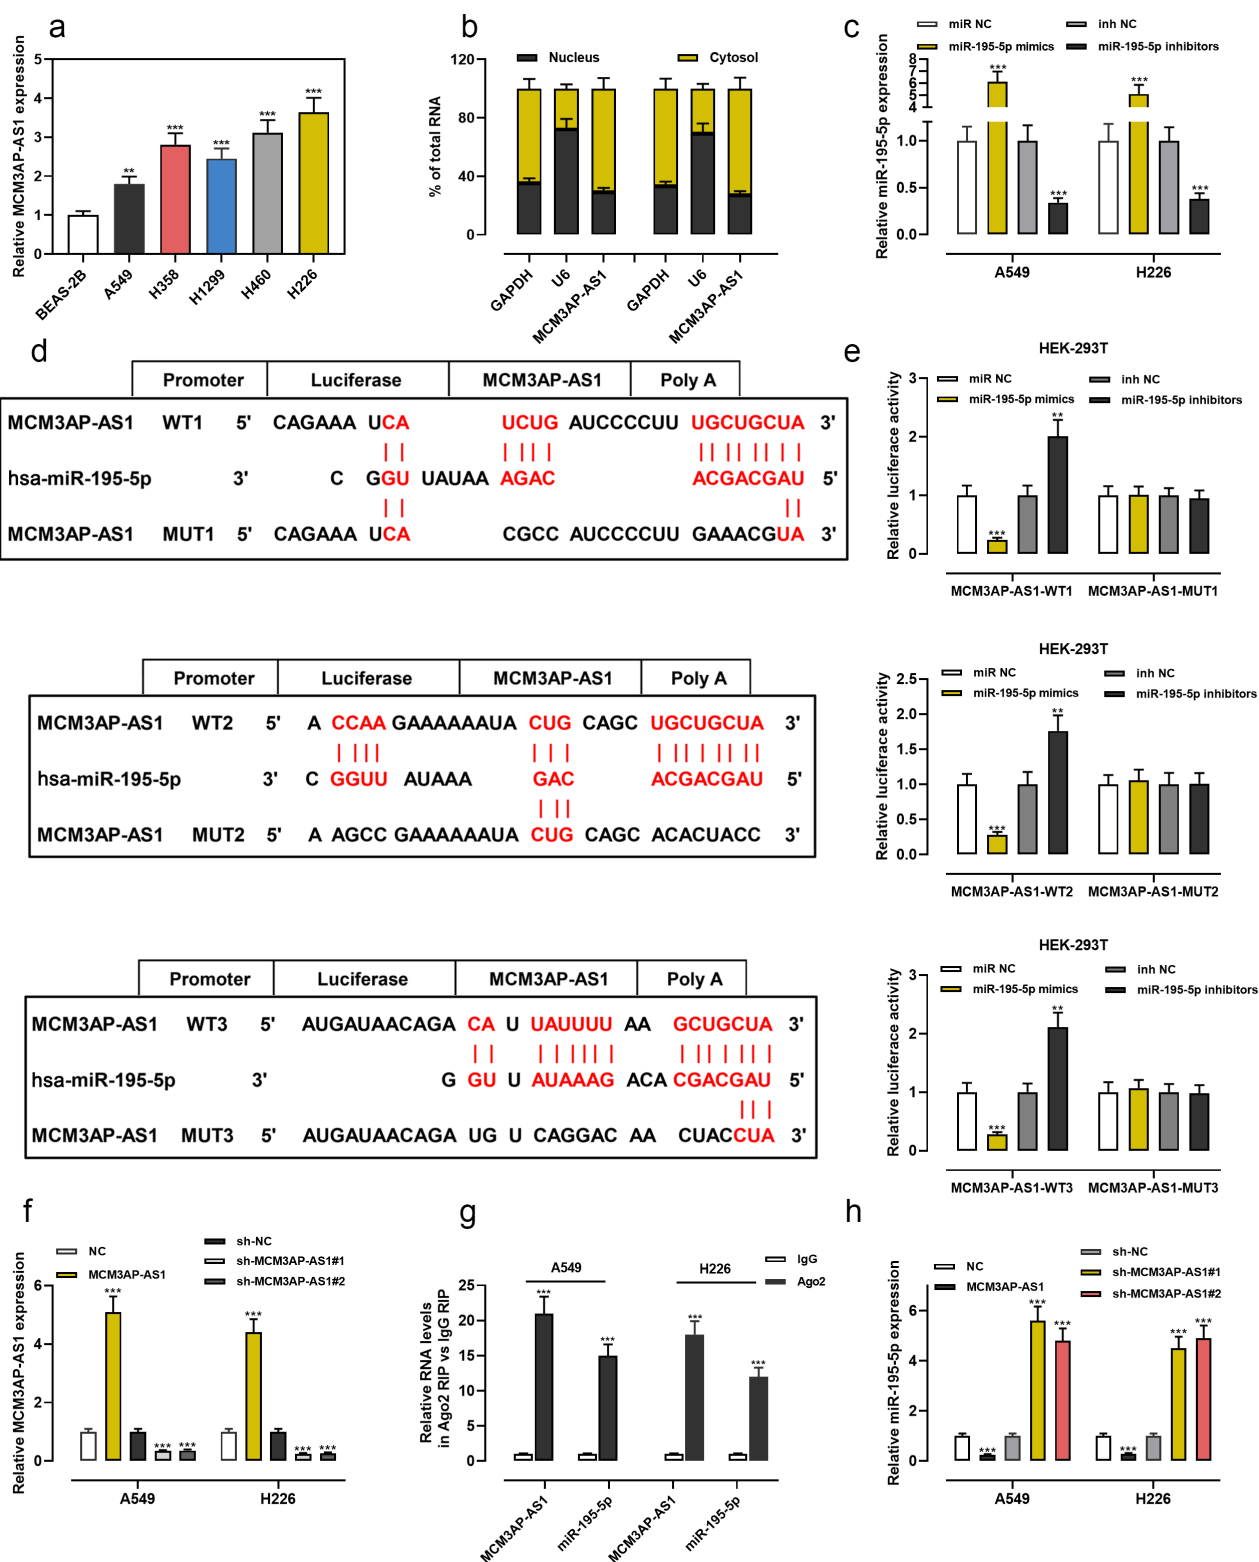 a
Relative MCM3AP-AS1 expression
5
4
3
2
1
0
**
***
***
***
***
BEAS-2B
A549
H358
H1299
H460
H226
b
Nucleus
Cytosol
% of total RNA
120
80
40
0
GAPDH
U6
MCM3AP-AS1
GAPDH
U6
MCM3AP-AS1
c
miR NC
inh NC
miR-195-5p mimics
miR-195-5p inhibitors
Relative miR-195-5p expression
8
7
6
5
4
1.0
0.5
0.0
***
***
***
***
A549
H226
d
Promoter Luciferase MCM3AP-AS1 Poly A
MCM3AP-AS1 WT1 5' CAGAAA UCA UCUG AUCCCCUU UGCUGCUA 3'
hsa-miR-195-5p 3' C GGU UAUAA AGAC ACGACGAU 5'
MCM3AP-AS1 MUT1 5' CAGAAA UCA CGCC AUCCCCUU GAAACGUA 3'
Promoter Luciferase MCM3AP-AS1 Poly A
MCM3AP-AS1 WT2 5' A CCAA GAAAAAAUA CUG CAGC UGCUGCUA 3'
hsa-miR-195-5p 3' C GGUU AUAAA GAC ACGACGAU 5'
MCM3AP-AS1 MUT2 5' A AGCC GAAAAAAUA CUG CAGC ACACUACC 3'
Promoter Luciferase MCM3AP-AS1 Poly A
MCM3AP-AS1 WT3 5' AUGAUAACAGA CA U UAUUUU AA GCUGCUA 3'
hsa-miR-195-5p 3' G GU U AUAAAG ACA CGACGAU 5'
MCM3AP-AS1 MUT3 5' AUGAUAACAGA UG U CAGGAC AA CUACCUA 3'
e
HEK-293T
miR NC
inh NC
miR-195-5p mimics
miR-195-5p inhibitors
Relative luciferace activity
3
2
1
0
***
**
MCM3AP-AS1-WT1
MCM3AP-AS1-MUT1
HEK-293T
miR NC
inh NC
miR-195-5p mimics
miR-195-5p inhibitors
Relative luciferace activity
2.5
2.0
1.5
1.0
0.5
0.0
***
**
MCM3AP-AS1-WT2
MCM3AP-AS1-MUT2
HEK-293T
miR NC
inh NC
miR-195-5p mimics
miR-195-5p inhibitors
Relative luciferace activity
3
2
1
0
***
**
MCM3AP-AS1-WT3
MCM3AP-AS1-MUT3
f
NC
MCM3AP-AS1
sh-NC
sh-MCM3AP-AS1#1
sh-MCM3AP-AS1#2
Relative MCM3AP-AS1 expression
6
4
2
0
***
***
***
***
***
***
A549
H226
g
IgG
Ago2
A549
H226
Relative RNA levels
in Ago2 RIP vs IgG RIP
25
20
15
10
5
0
***
***
***
***
MCM3AP-AS1
miR-195-5p
MCM3AP-AS1
miR-195-5p
h
NC
MCM3AP-AS1
sh-NC
sh-MCM3AP-AS1#1
sh-MCM3AP-AS1#2
Relative miR-195-5p expression
6
4
2
0
***
***
***
***
***
***
A549
H226